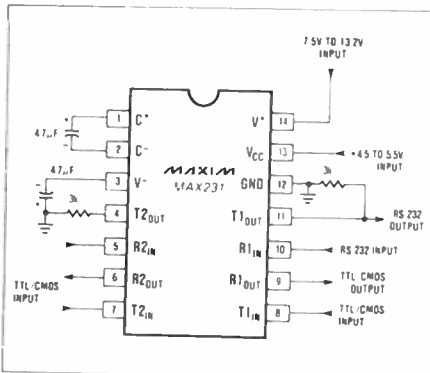 7.5V TO 13.2V
INPUT
1 C+ V+ 14
4.7µF
2 C- VCC 13 +4.5 TO 5.5V
INPUT
4.7µF
MAXIM
MAX231
3 V- GND 12 3k
3k 4 T2OUT T1OUT 11 RS 232
OUTPUT
5 R2IN R1IN 10 RS 232 INPUT
6 R2OUT R1OUT 9 TTL CMOS
OUTPUT
TTL/CMOS
INPUT 7 T2IN T1IN 8 TTL/CMOS
INPUT